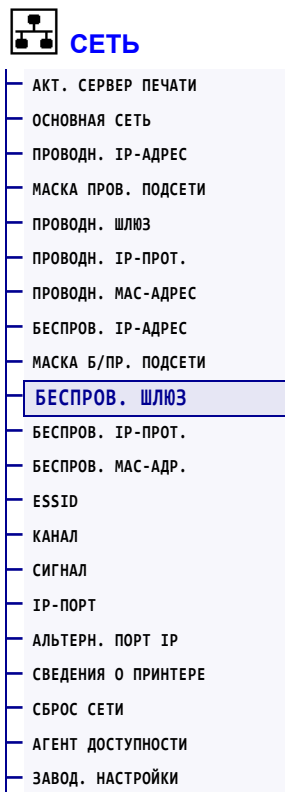 СЕТЬ
АКТ. СЕРВЕР ПЕЧАТИ
ОСНОВНАЯ СЕТЬ
ПРОВОДН. IP-АДРЕС
МАСКА ПРОВ. ПОДСЕТИ
ПРОВОДН. ШЛЮЗ
ПРОВОДН. IP-ПРОТ.
ПРОВОДН. MAC-АДРЕС
БЕСПРОВ. IP-АДРЕС
МАСКА Б/ПР. ПОДСЕТИ
БЕСПРОВ. ШЛЮЗ
БЕСПРОВ. IP-ПРОТ.
БЕСПРОВ. MAC-АДР.
ESSID
КАНАЛ
СИГНАЛ
IP-ПОРТ
АЛЬТЕРН. ПОРТ IP
СВЕДЕНИЯ О ПРИНТЕРЕ
СБРОС СЕТИ
АГЕНТ ДОСТУПНОСТИ
ЗАВОД. НАСТРОЙКИ